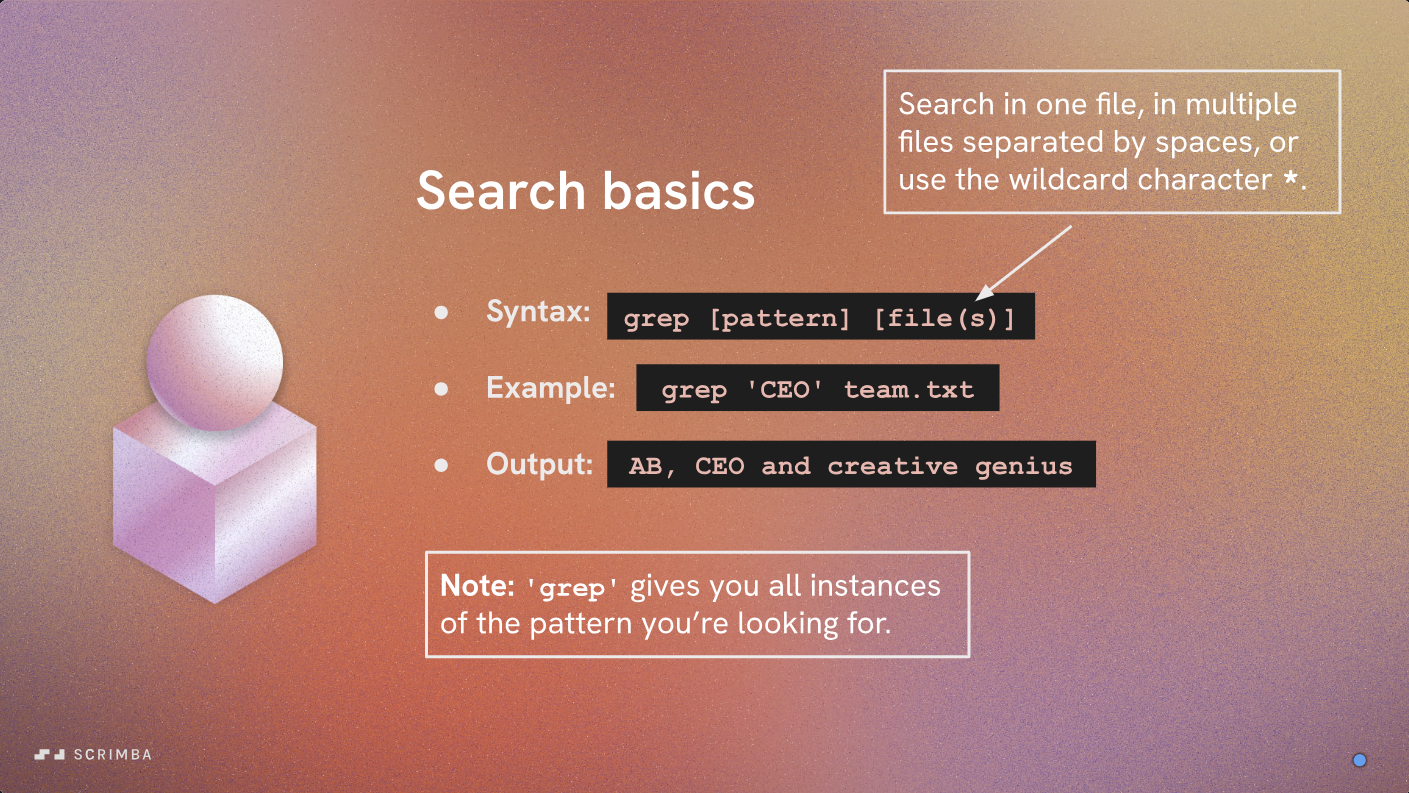 Search in one file, in multiple
files separated by spaces, or
use the wildcard character *.
Search basics
● Syntax: grep [pattern] [file(s)]
● Example: grep 'CEO' team.txt
● Output: AB, CEO and creative genius
Note: 'grep' gives you all instances
of the pattern you’re looking for.
SCRIMBA